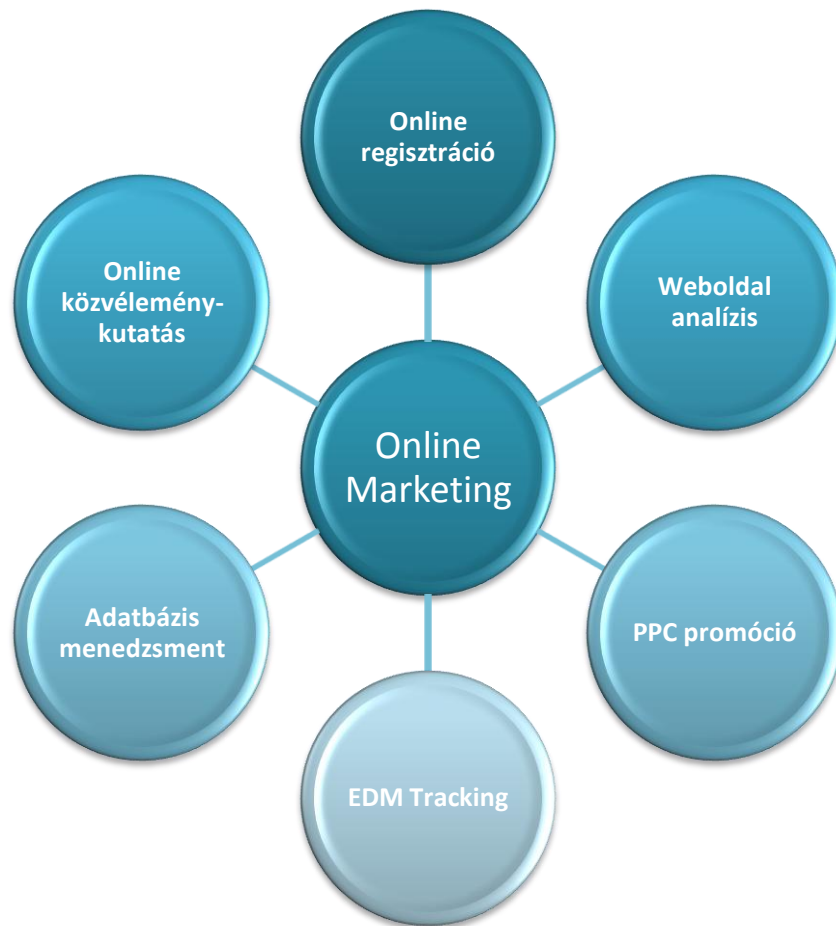 Online
regisztráció
Weboldal
analízis
PPC promóció
EDM Tracking
Adatbázis
menedzsment
Online
közvélemény-
kutatás
Online
Marketing